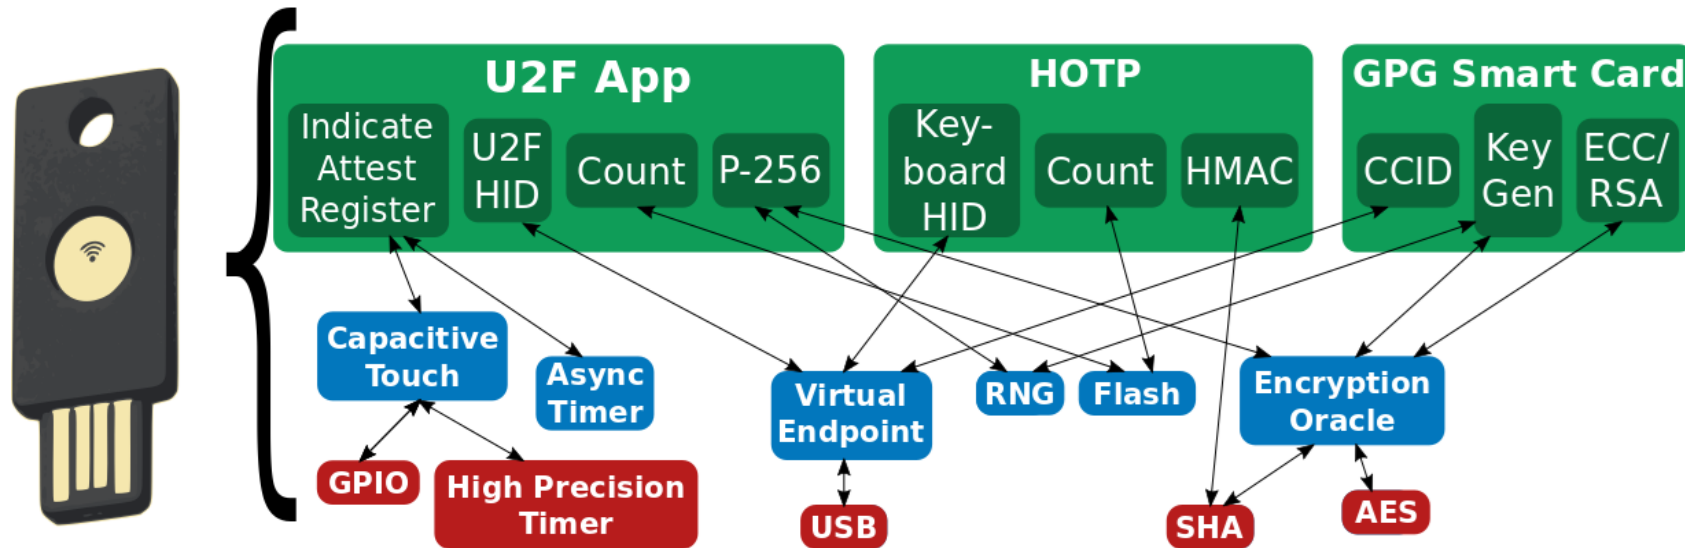 U2F App
HOTP
GPG Smart Card
Indicate
Attest
Register
U2F
HID
Count
P-256
Key-
board
HID
Count
HMAC
CCID
Key
Gen
ECC/
RSA
Capacitive
Touch
Async
Timer
Virtual
Endpoint
RNG
Flash
Encryption
Oracle
GPIO
High Precision
Timer
USB
SHA
AES